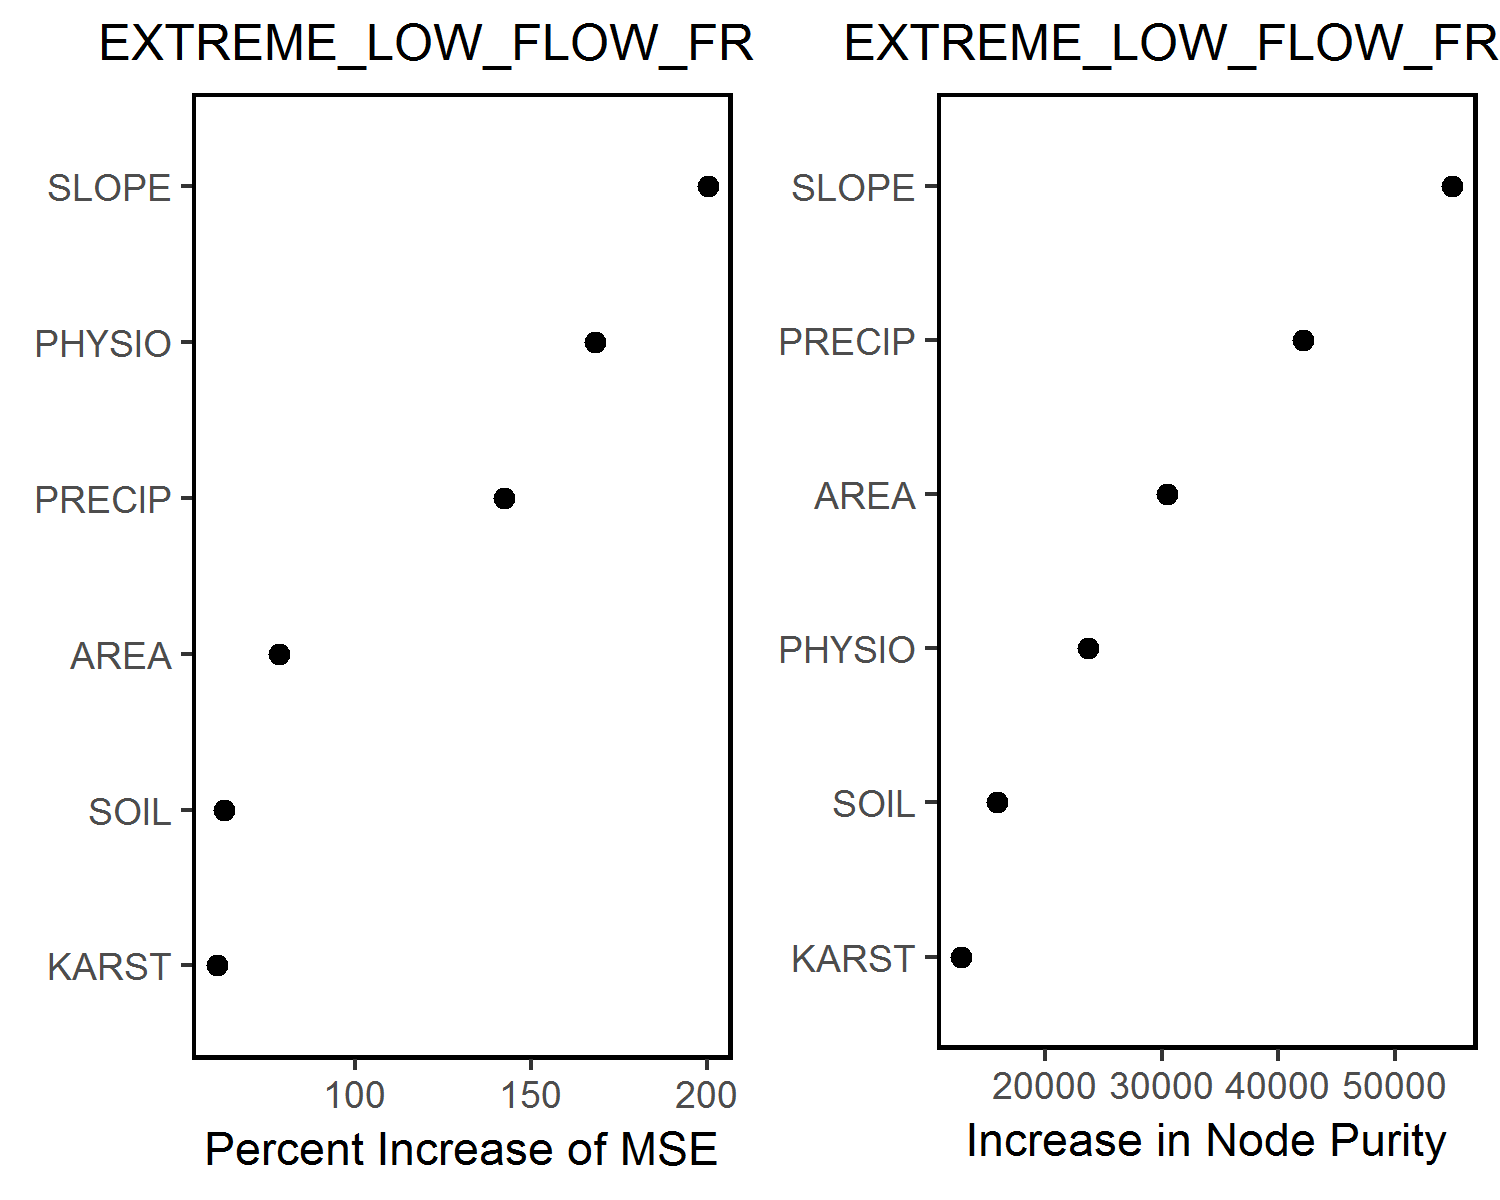 EXTREME_LOW_FLOW_FR
SLOPE
PHYSIO
PRECIP
AREA
SOIL
KARST
100 150 200
Percent Increase of MSE
EXTREME_LOW_FLOW_FR
SLOPE
PRECIP
AREA
PHYSIO
SOIL
KARST
20000 30000 40000 50000
Increase in Node Purity